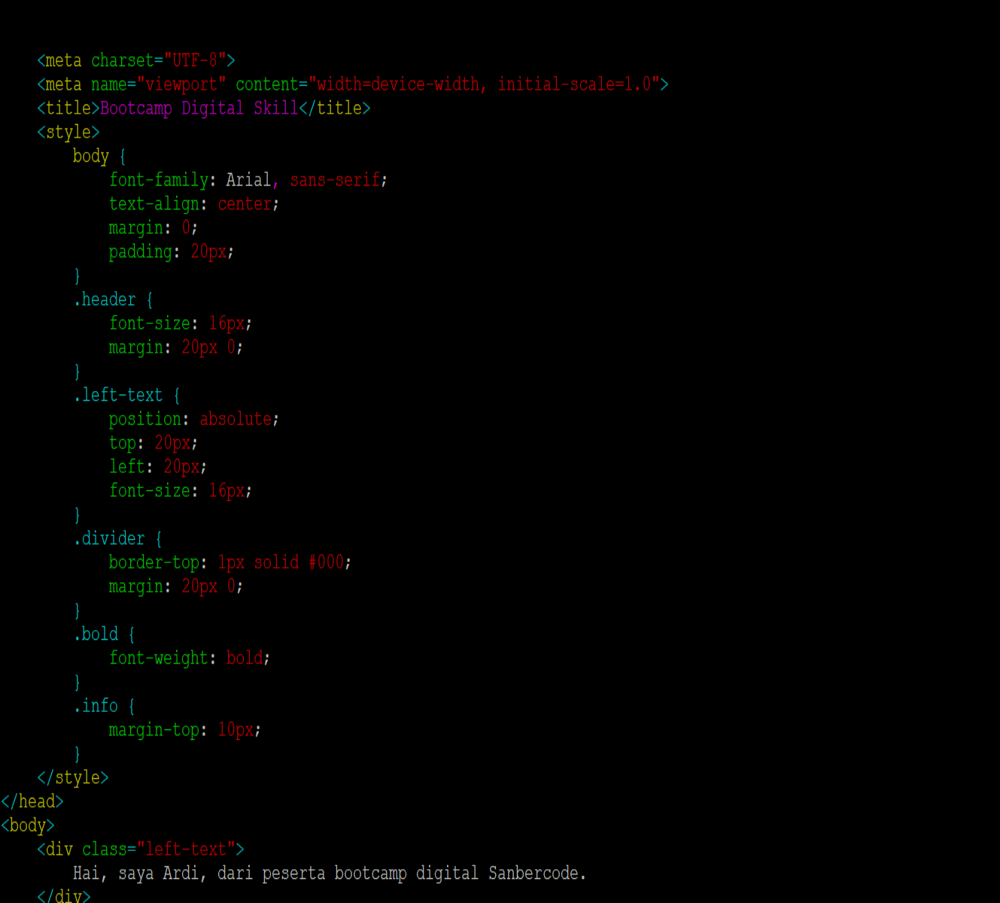 <meta charset="UTF-8">
<meta name="viewport" content="width=device-width, initial-scale=1.0">
<title>Bootcamp Digital Skill</title>
<style>
body {
font-family: Arial, sans-serif;
text-align: center;
margin: 0;
padding: 20px;
}
.header {
font-size: 16px;
margin: 20px 0;
}
.left-text {
position: absolute;
top: 20px;
left: 20px;
font-size: 16px;
}
.divider {
border-top: 1px solid #000;
margin: 20px 0;
}
.bold {
font-weight: bold;
}
.info {
margin-top: 10px;
}
</style>
</head>
<body>
<div class="left-text">
Hai, saya Ardi, dari peserta bootcamp digital Sanbercode.
</div>